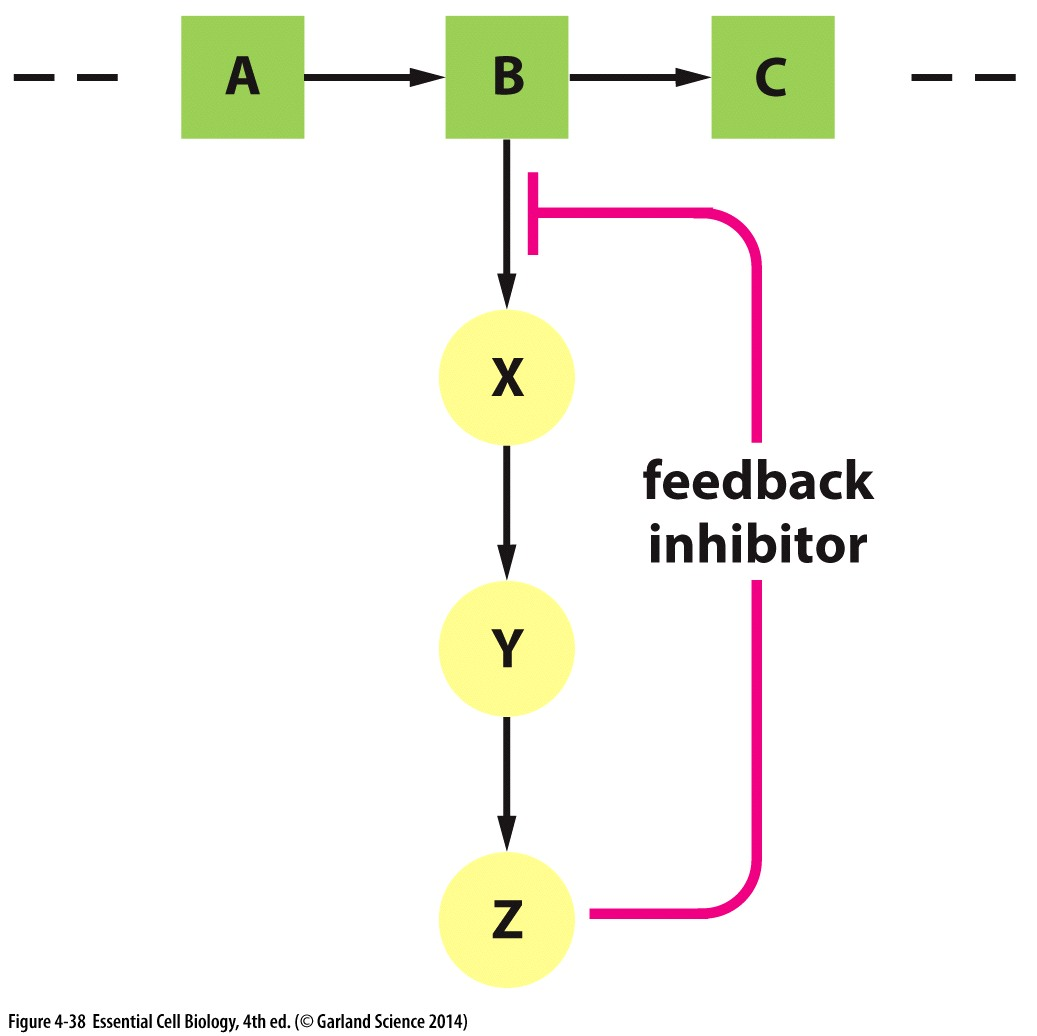 A
B
C
X
feedback
inhibitor
Y
Z
Figure 4-38 Essential Cell Biology, 4th ed. (© Garland Science 2014)